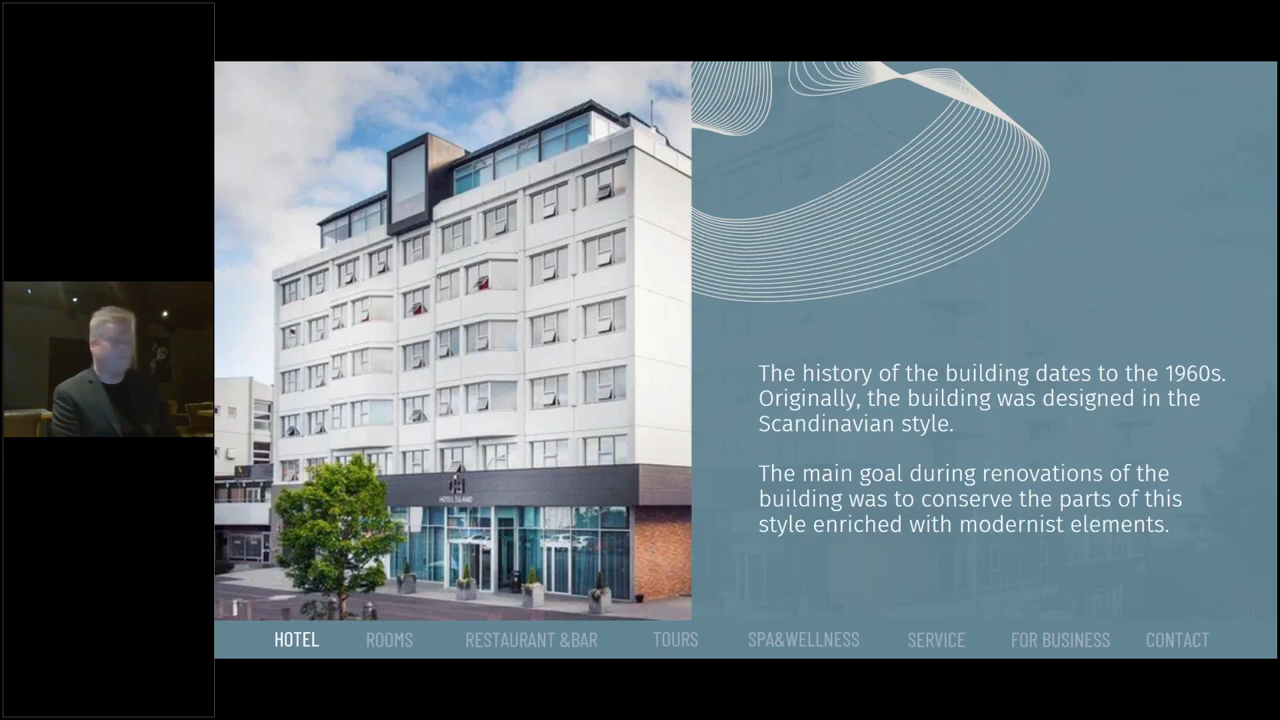 HOTEL ISLAND
The history of the building dates to the 1960s.
Originally, the building was designed in the
Scandinavian style.
The main goal during renovations of the
building was to conserve the parts of this
style enriched with modernist elements.
HOTEL ROOMS RESTAURANT &BAR TOURS SPA&WELLNESS SERVICE FOR BUSINESS CONTACT